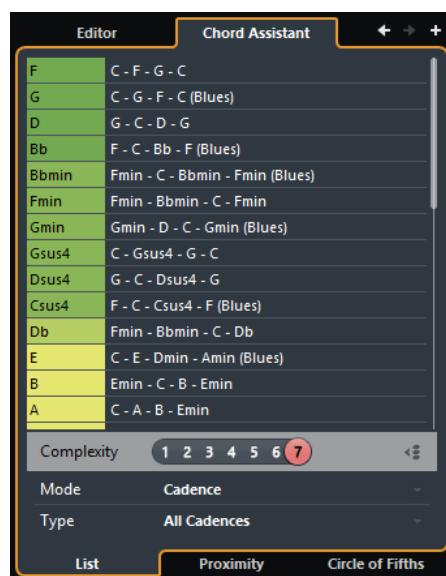 Editor Chord Assistant
F C - F - G - C
G C - G - F - C (Blues)
D G - C - D - G
Bb F - C - Bb - F (Blues)
Bbmin Fmin - C - Bbmin - Fmin (Blues)
Fmin Fmin - Bbmin - C - Fmin
Gmin Gmin - D - C - Gmin (Blues)
Gsus4 C - Gsus4 - G - C
Dsus4 G - C - Dsus4 - G
Csus4 F - C - Csus4 - F (Blues)
Db Fmin - Bbmin - C - Db
E C - E - Dmin - Amin (Blues)
B Emin - C - B - Emin
A C - A - B - Emin
Complexity 1 2 3 4 5 6 7
Mode Cadence
Type All Cadences
List Proximity Circle of Fifths